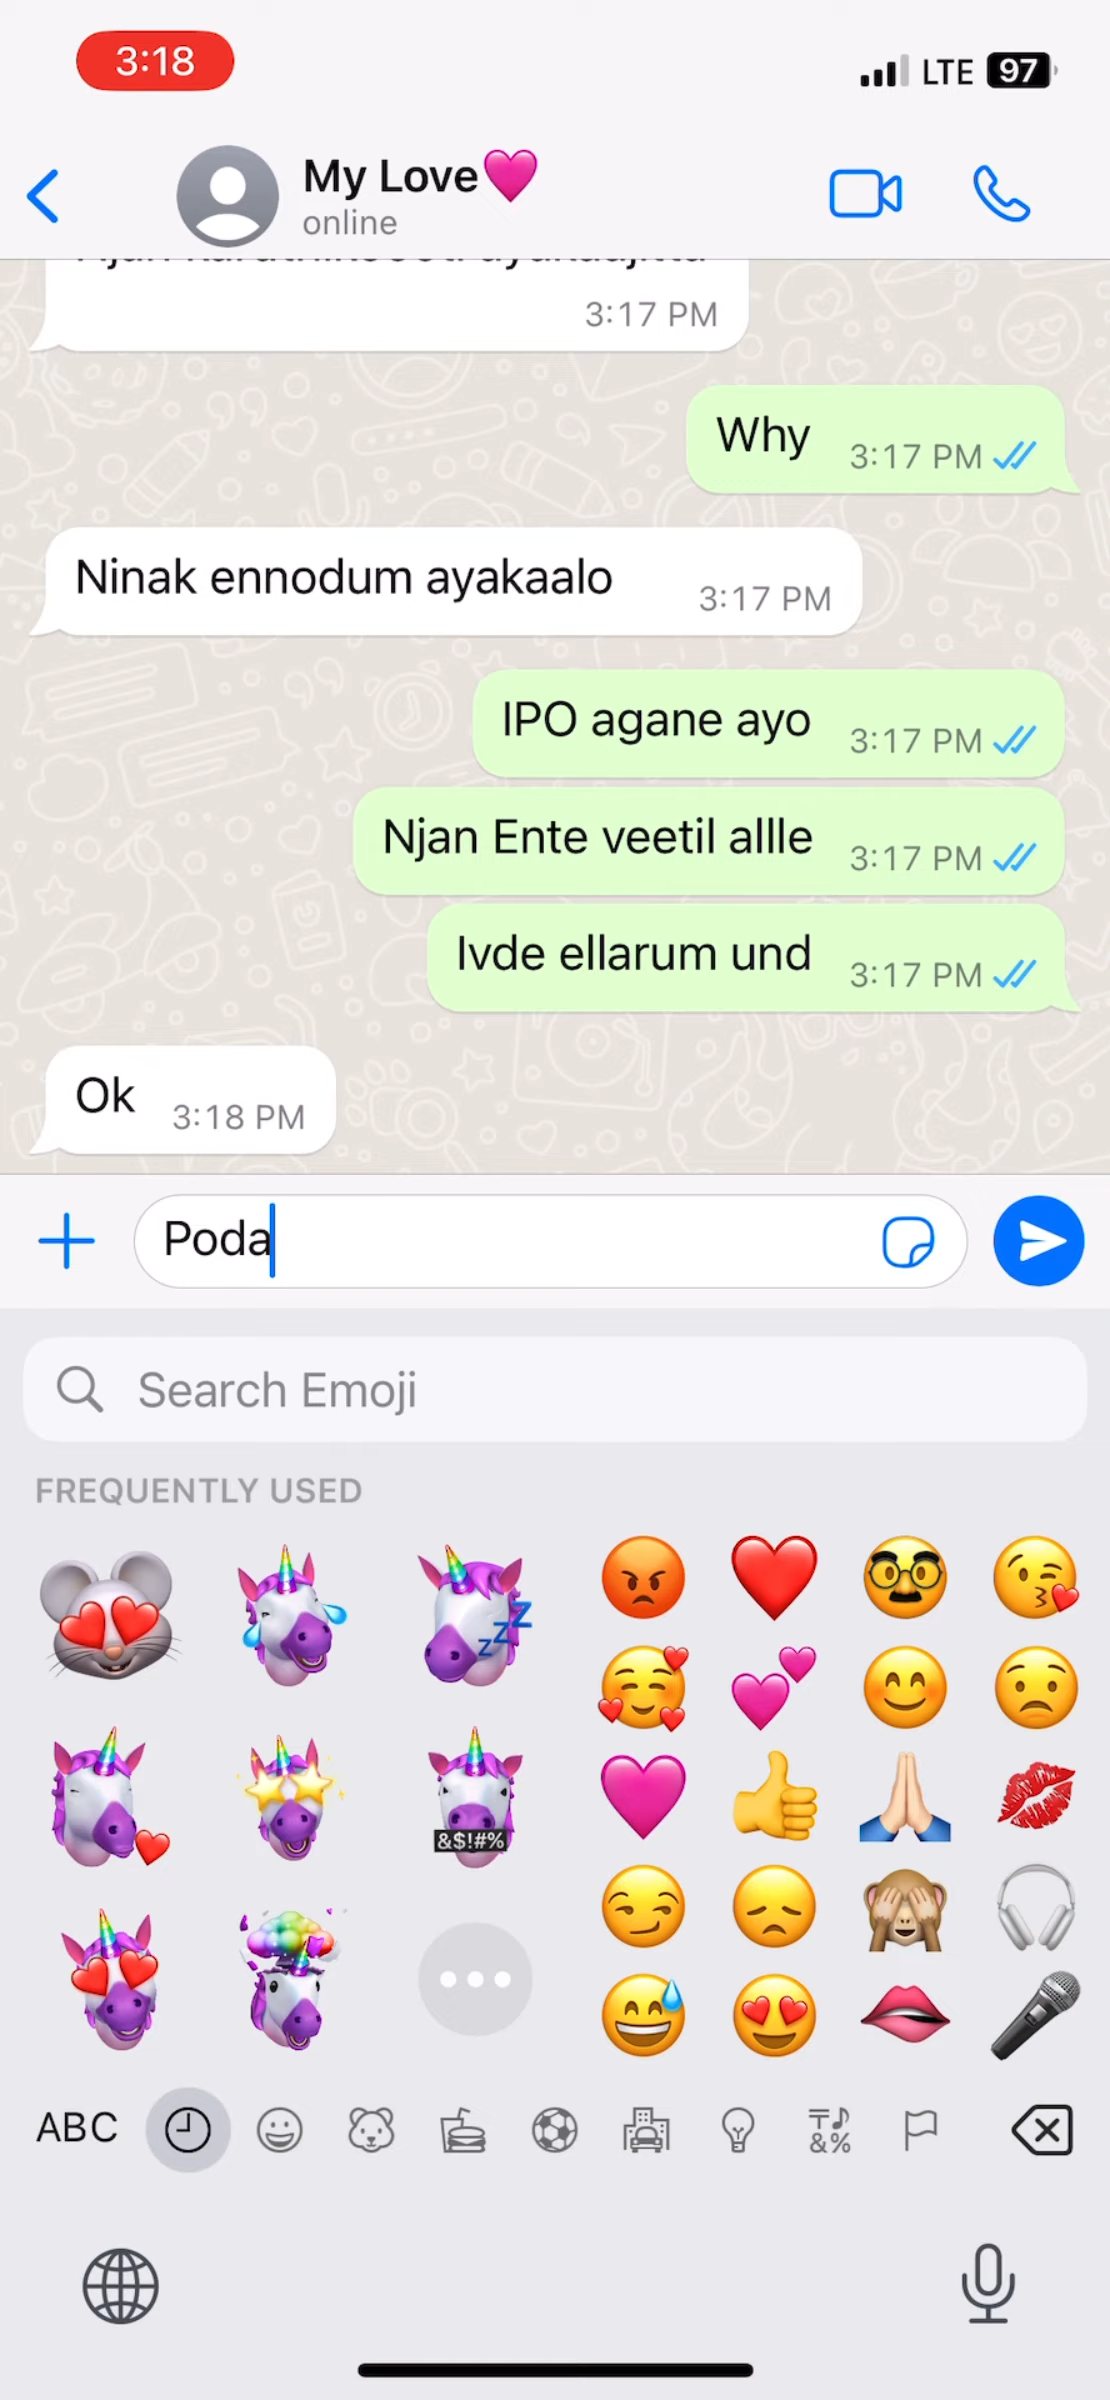 3:18
LTE 97
My Love🩷
online
3:17 PM
Why 3:17 PM
Ninak ennodum ayakaalo 3:17 PM
IPO agane ayo 3:17 PM
Njan Ente veetil allle 3:17 PM
Ivde ellarum und 3:17 PM
Ok 3:18 PM
Poda
Search Emoji
FREQUENTLY USED
&$!#%
ABC